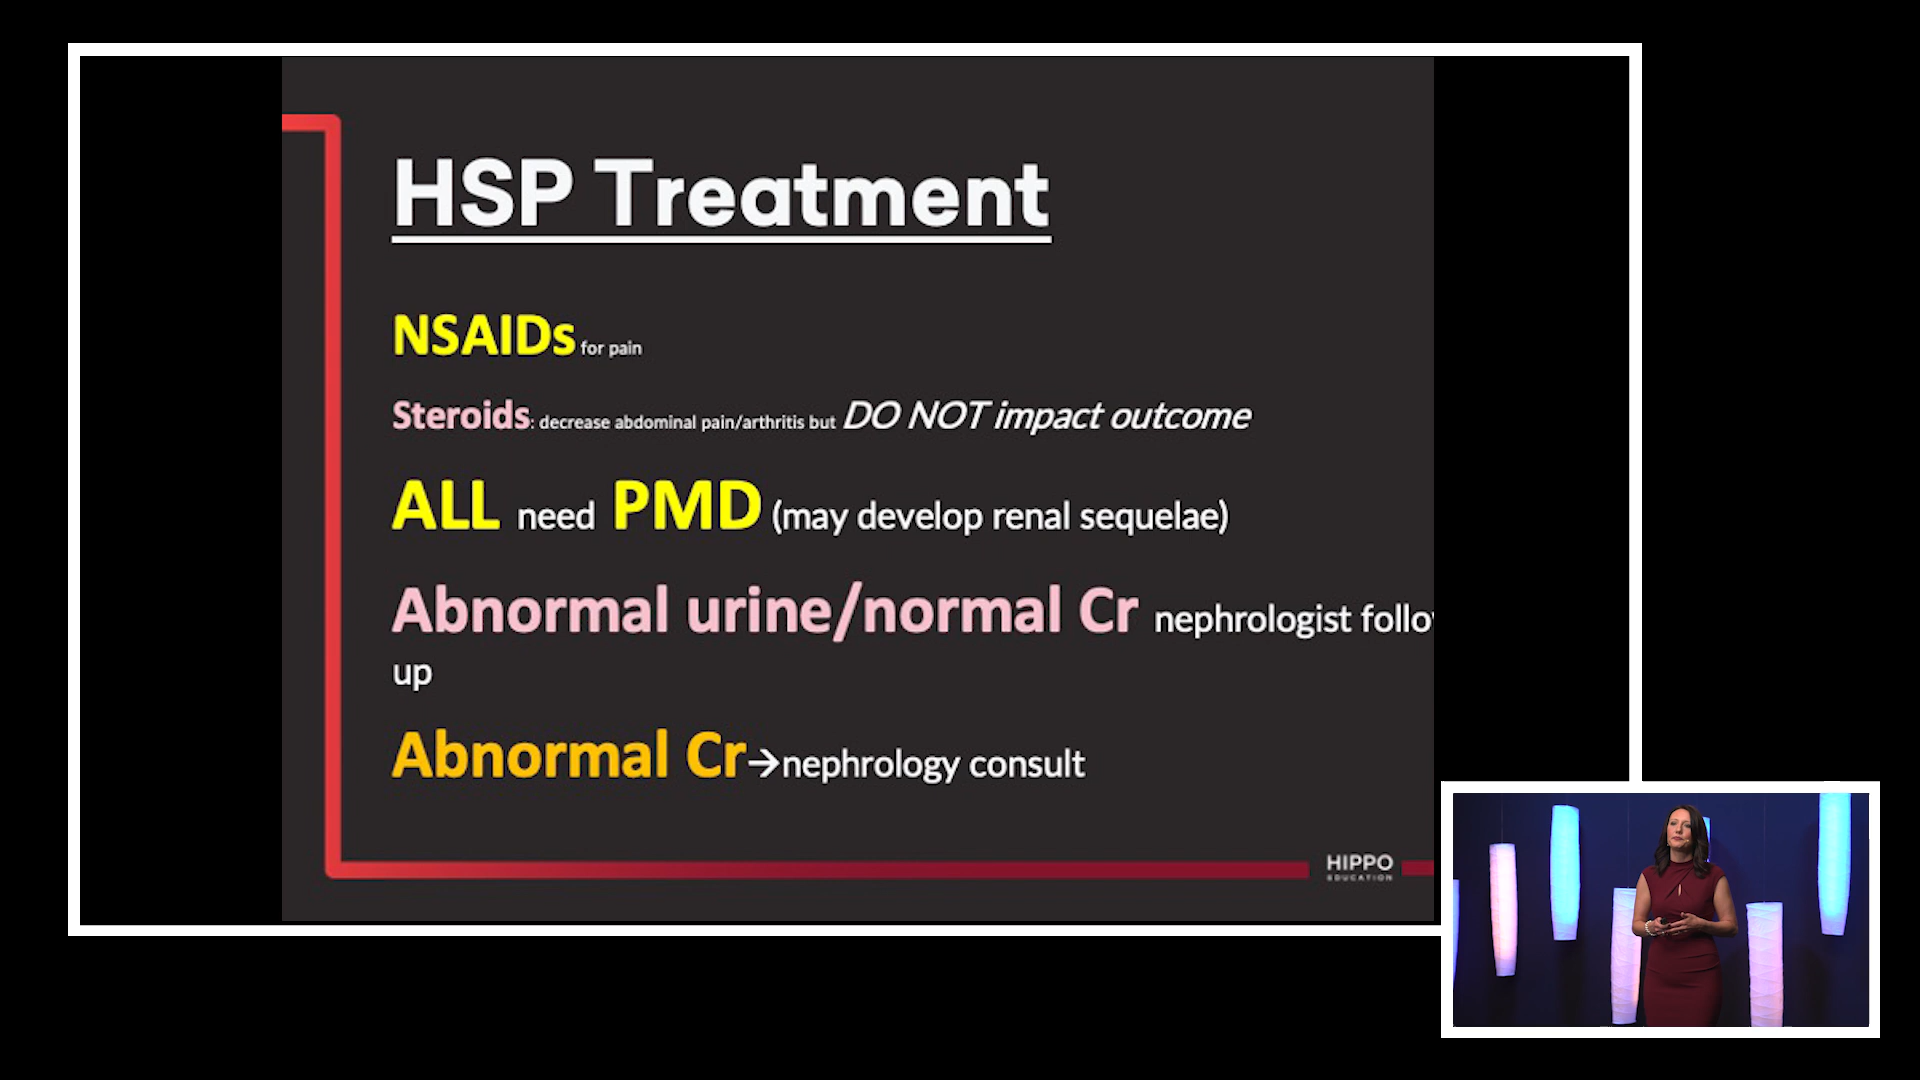 HSP Treatment
NSAIDs for pain
Steroids: decrease abdominal pain/arthritis but DO NOT impact outcome
ALL need PMD (may develop renal sequelae)
Abnormal urine/normal Cr nephrologist
up
Abnormal Cr→nephrology consult
HIPPO
EDUCATION